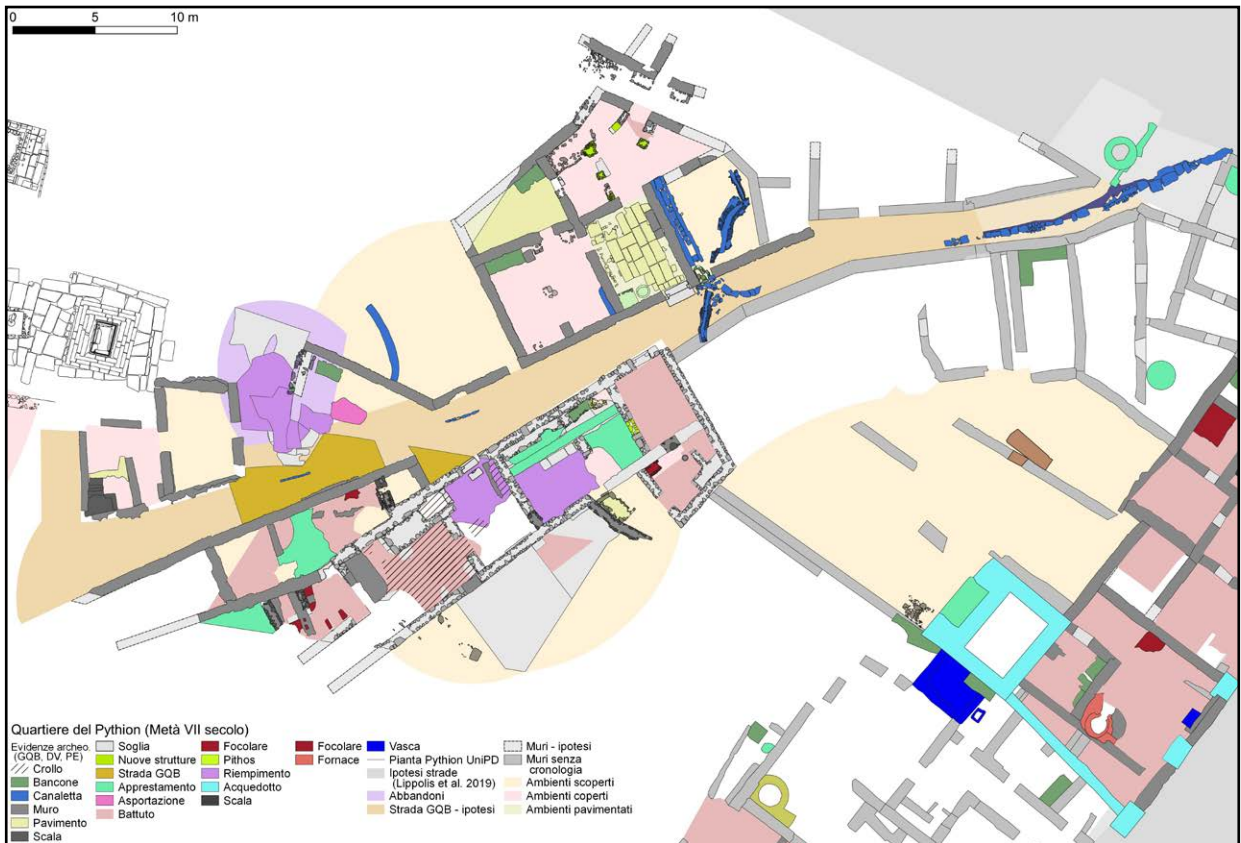 0 5 10 m
Quartiere del Pythion (Metà VII secolo)
Evidenze archeo.
(GQB, DV, PE)
Crollo
Bancone
Canaletta
Muro
Pavimento
Scala
Soglia
Nuove strutture
Strada GQB
Apprestamento
Asportazione
Battuto
Focolare
Pithos
Riempimento
Acquedotto
Scala
Focolare
Fornace
Vasca
Pianta Pythion UniPD
Ipotesi strade
(Lippolis et al. 2019)
Abbandoni
Strada GQB - ipotesi
Muri - ipotesi
Muri senza
cronologia
Ambienti scoperti
Ambienti coperti
Ambienti pavimentati